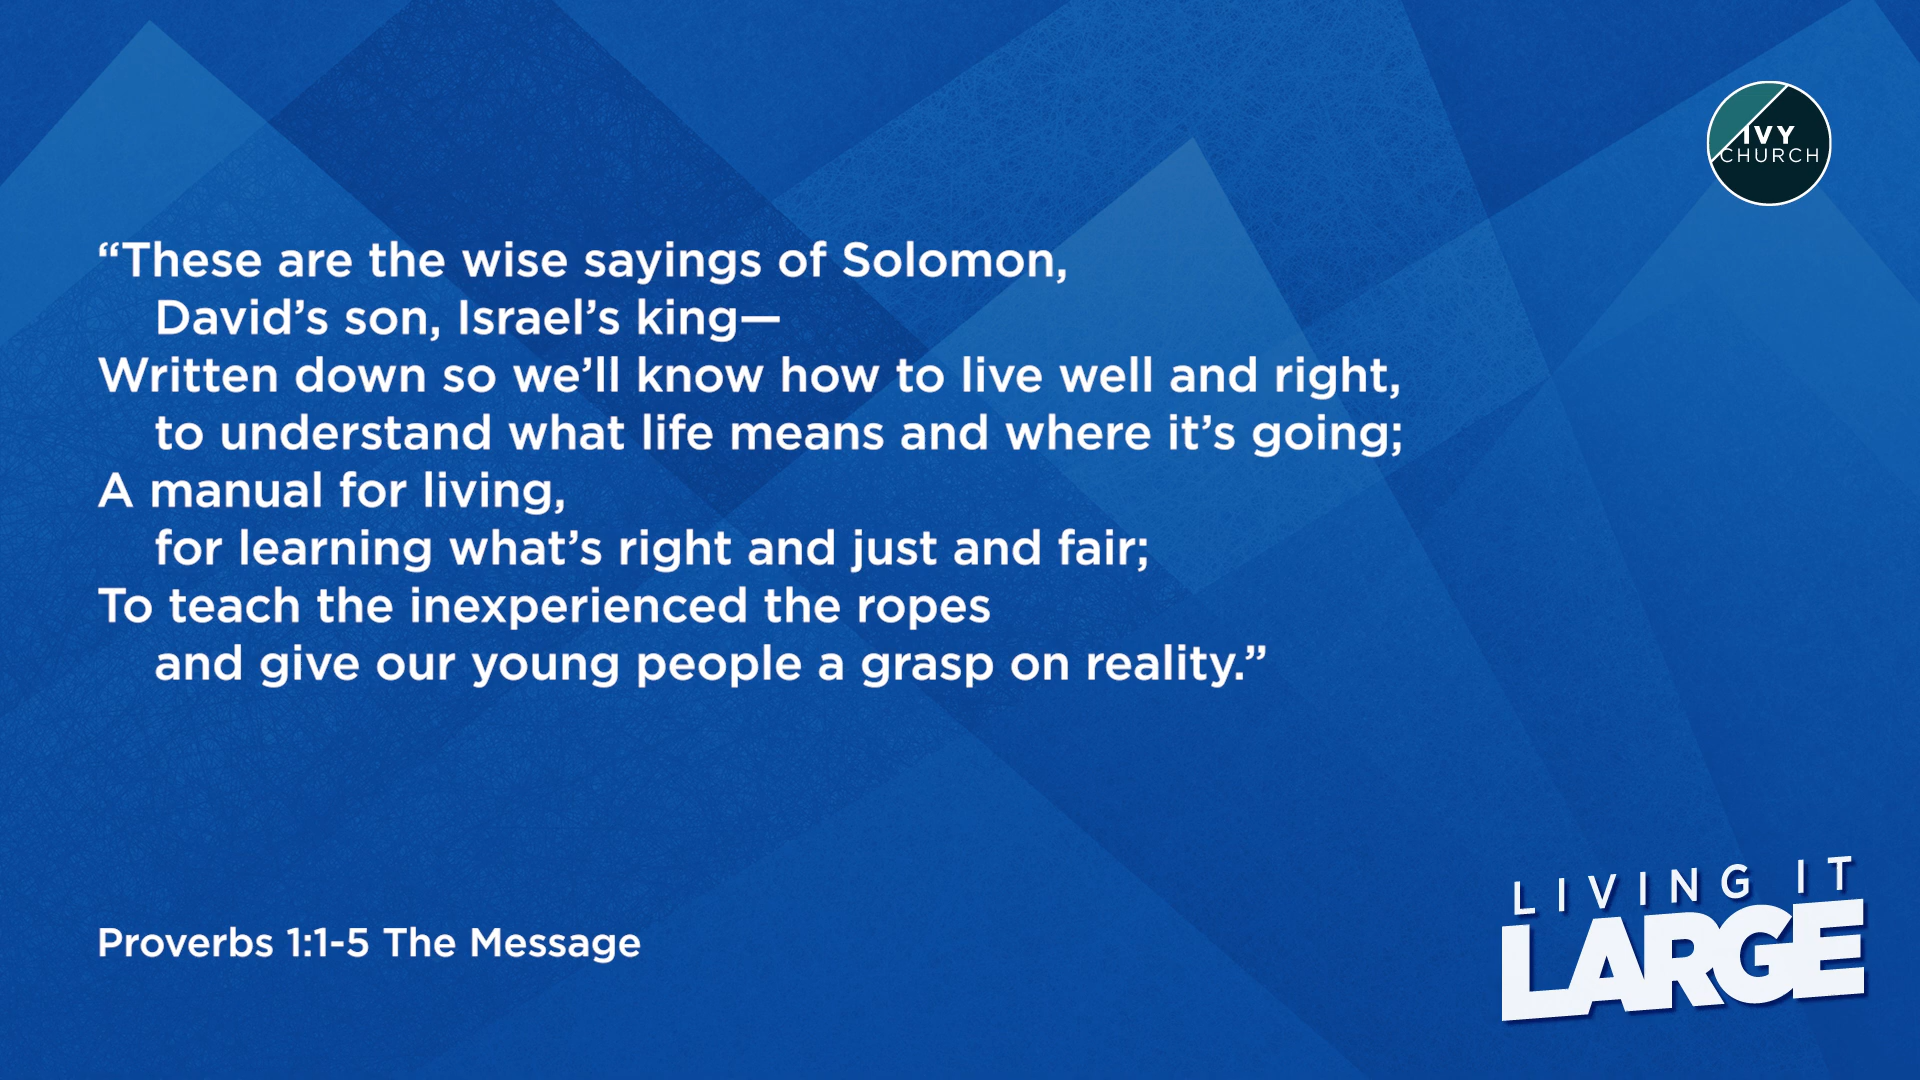 IVY
CHURCH
“These are the wise sayings of Solomon,
David’s son, Israel’s king—
Written down so we’ll know how to live well and right,
to understand what life means and where it’s going;
A manual for living,
for learning what’s right and just and fair;
To teach the inexperienced the ropes
and give our young people a grasp on reality.”
Proverbs 1:1-5 The Message
LIVING IT
LARGE